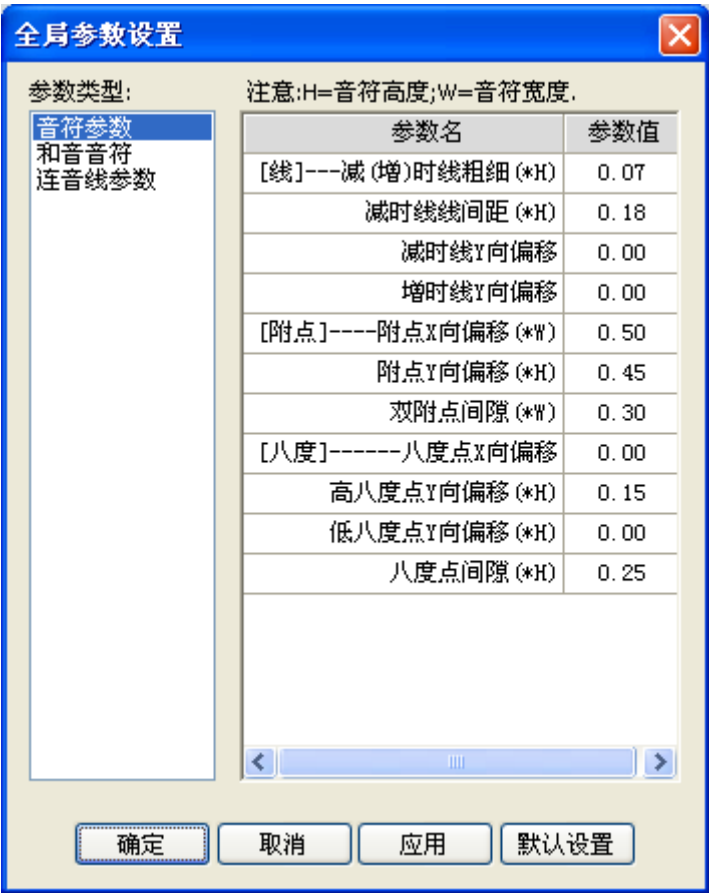 全局参数设置
参数类型:
注意:H=音符高度;W=音符宽度.
音符参数
和音音符
连音线参数
参数名 参数值
[线]---减(增)时线粗细(*H) 0.07
减时线线间距(*H) 0.18
减时线Y向偏移 0.00
增时线Y向偏移 0.00
[附点]----附点X向偏移(*W) 0.50
附点Y向偏移(*H) 0.45
双附点间隙(*W) 0.30
[八度]------八度点X向偏移 0.00
高八度点Y向偏移(*H) 0.15
低八度点Y向偏移(*H) 0.00
八度点间隙(*H) 0.25
确定 取消 应用 默认设置